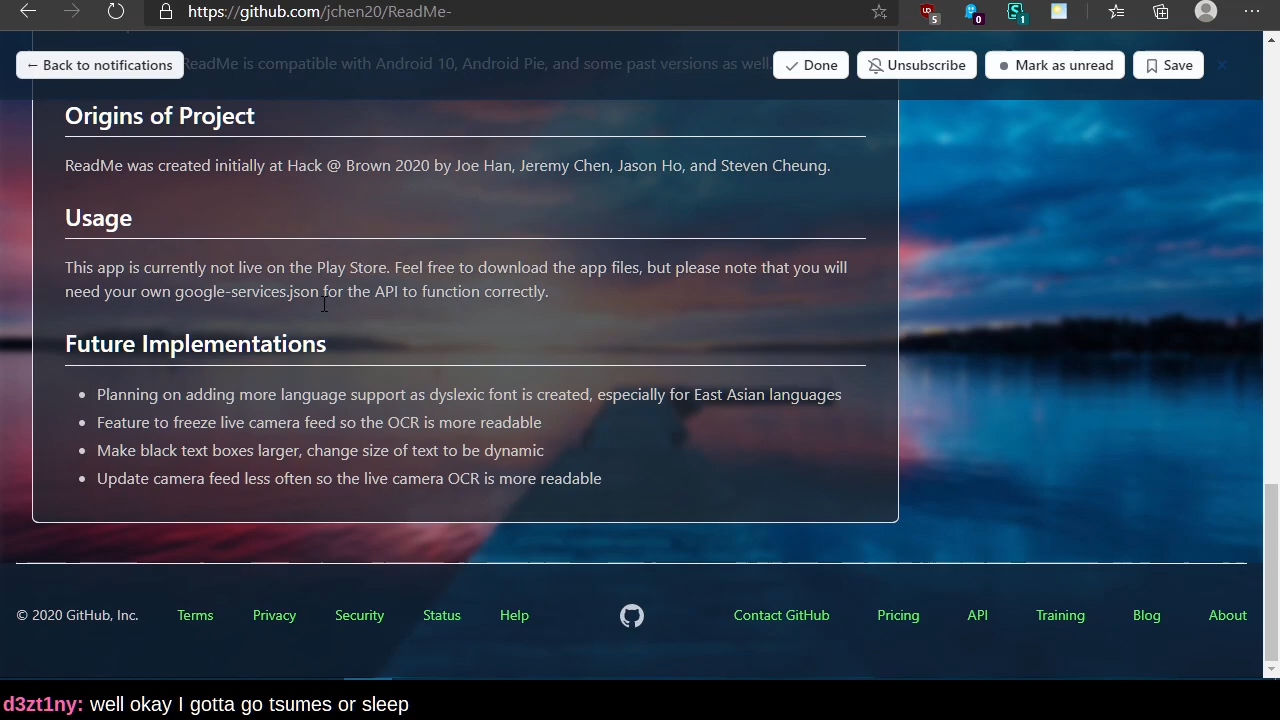 https://github.com/jchen20/ReadMe-
5 0 1
← Back to notifications
ReadMe is compatible with Android 10, Android Pie, and some past versions as well.
Done
Unsubscribe
Mark as unread
Save
Origins of Project
ReadMe was created initially at Hack @ Brown 2020 by Joe Han, Jeremy Chen, Jason Ho, and Steven Cheung.
Usage
This app is currently not live on the Play Store. Feel free to download the app files, but please note that you will
need your own google-services.json for the API to function correctly.
Future Implementations
Planning on adding more language support as dyslexic font is created, especially for East Asian languages
Feature to freeze live camera feed so the OCR is more readable
Make black text boxes larger, change size of text to be dynamic
Update camera feed less often so the live camera OCR is more readable
© 2020 GitHub, Inc. Terms Privacy Security Status Help Contact GitHub Pricing API Training Blog About
d3zt1ny: well okay I gotta go tsumes or sleep